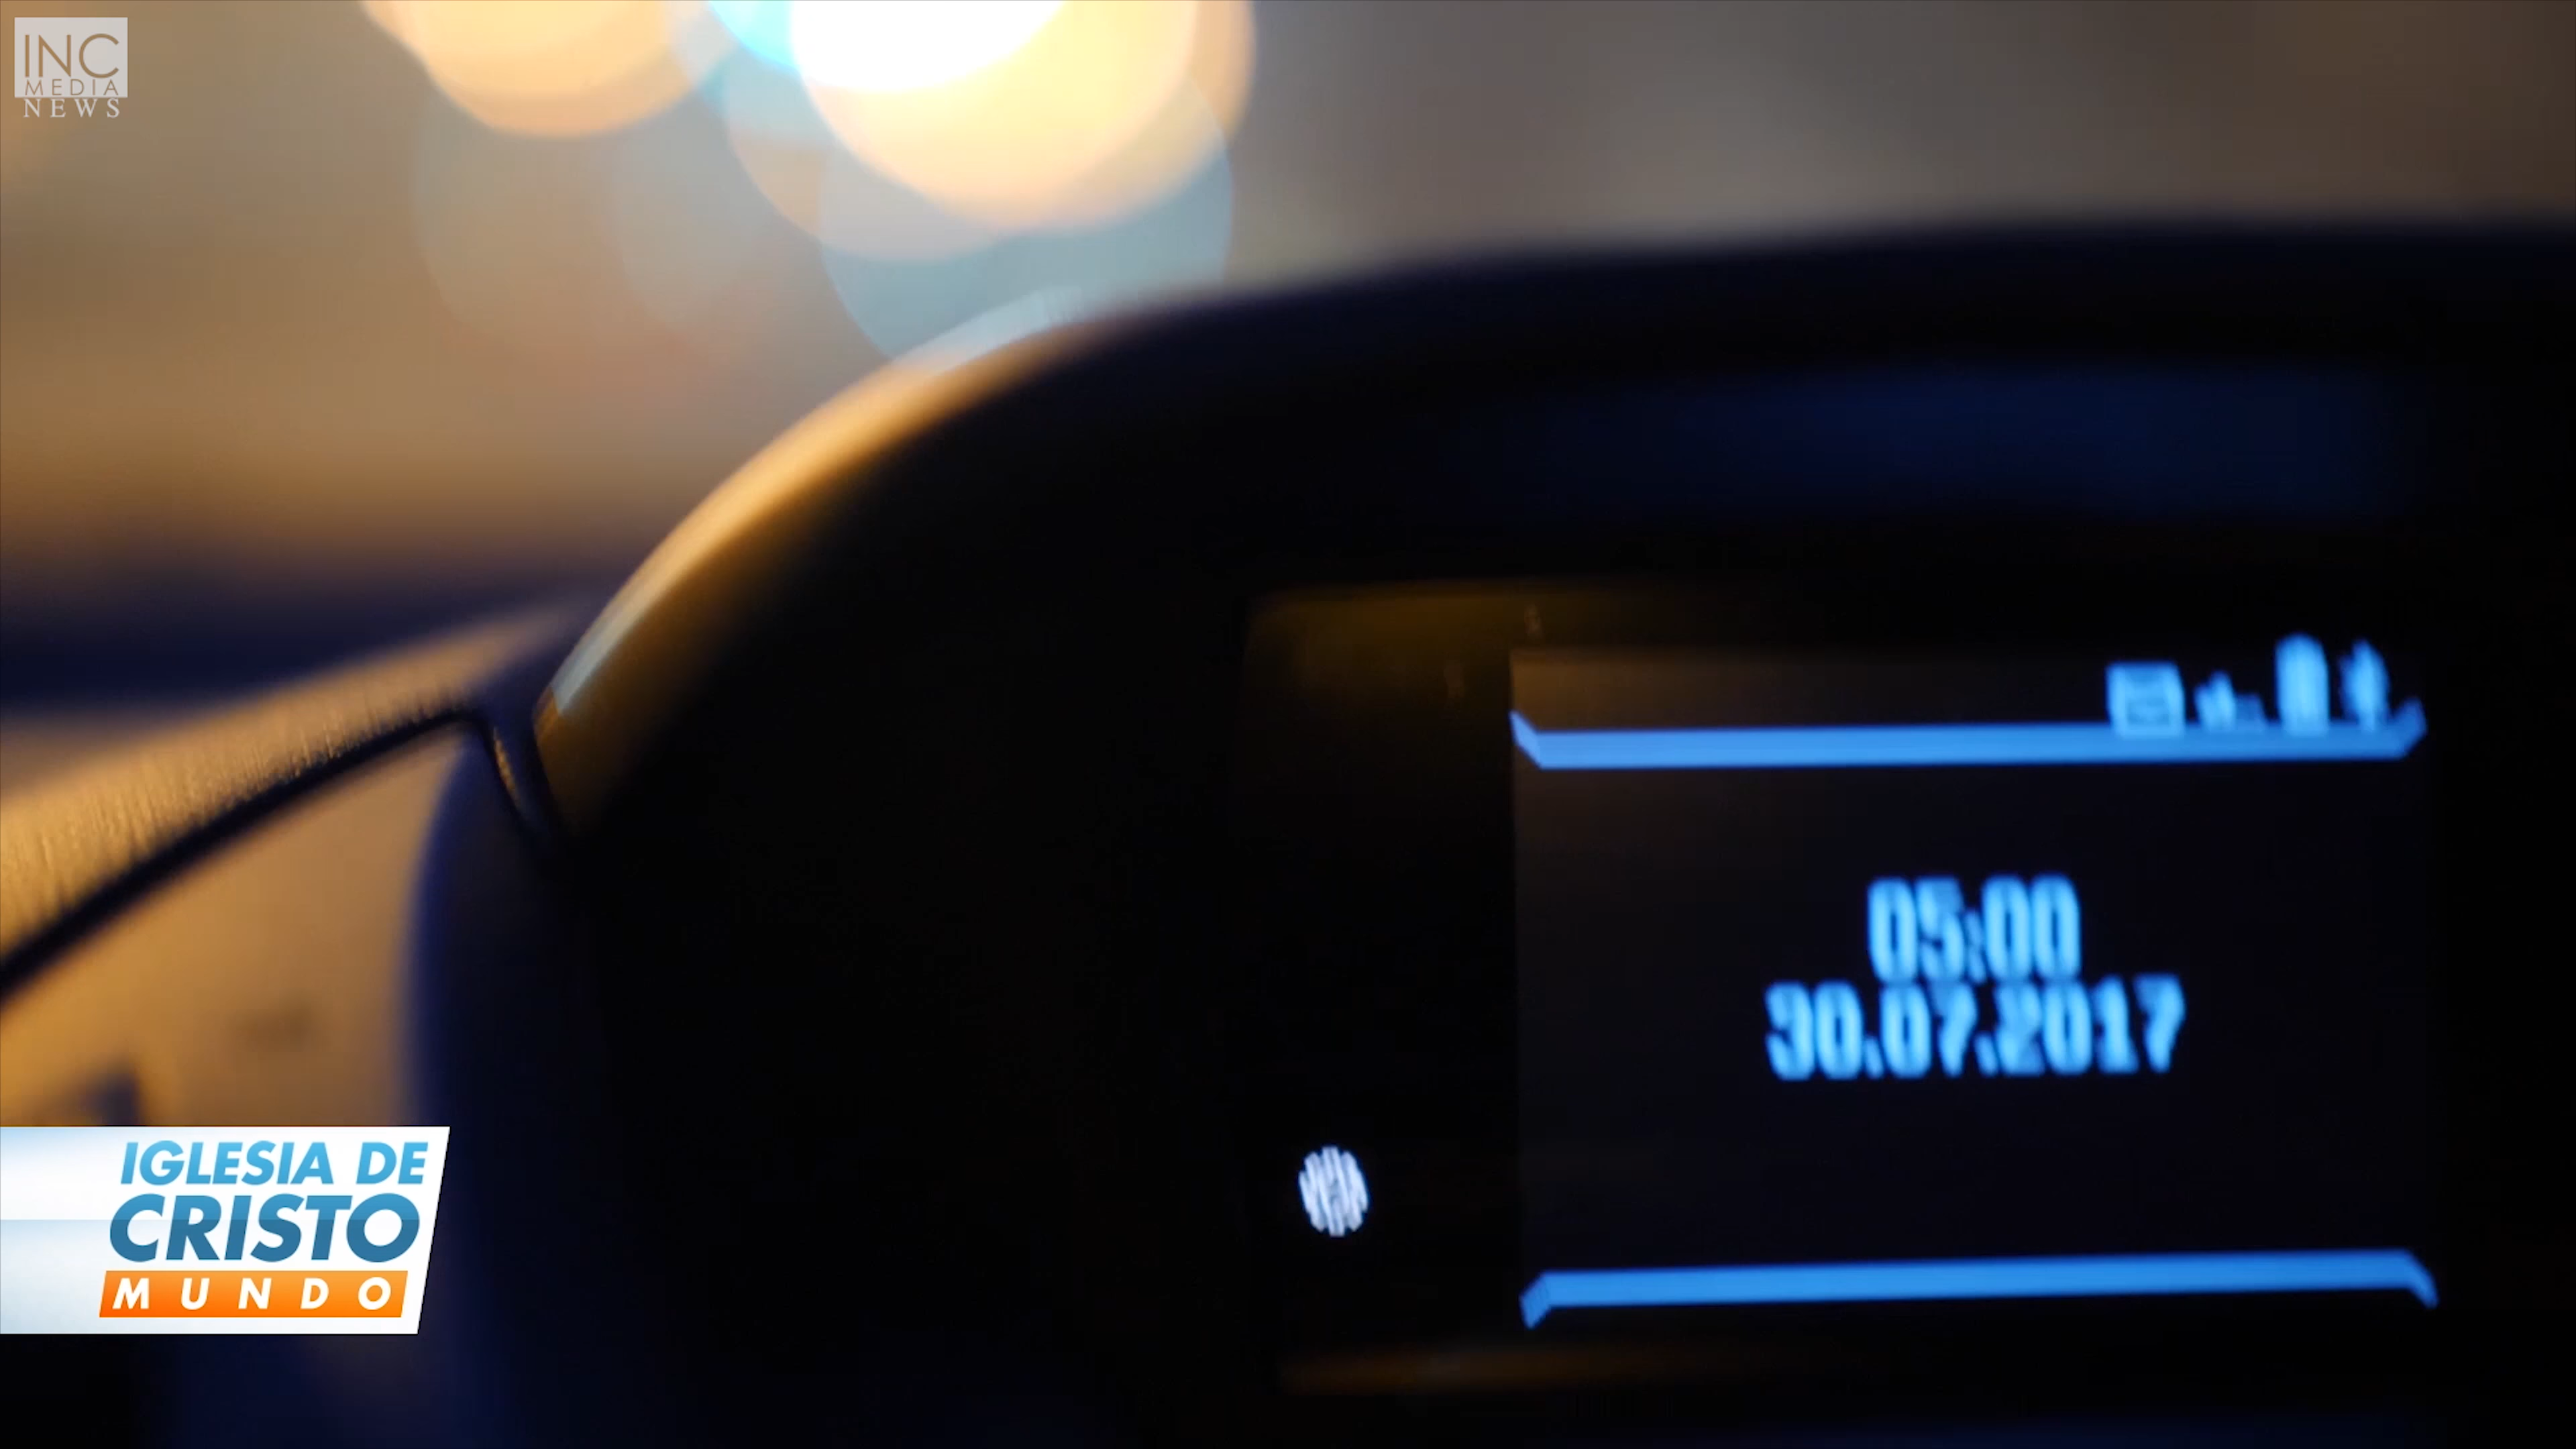 INC
MEDIA
NEWS
05:00
30.07.2017
IGLESIA DE
CRISTO
MUNDO